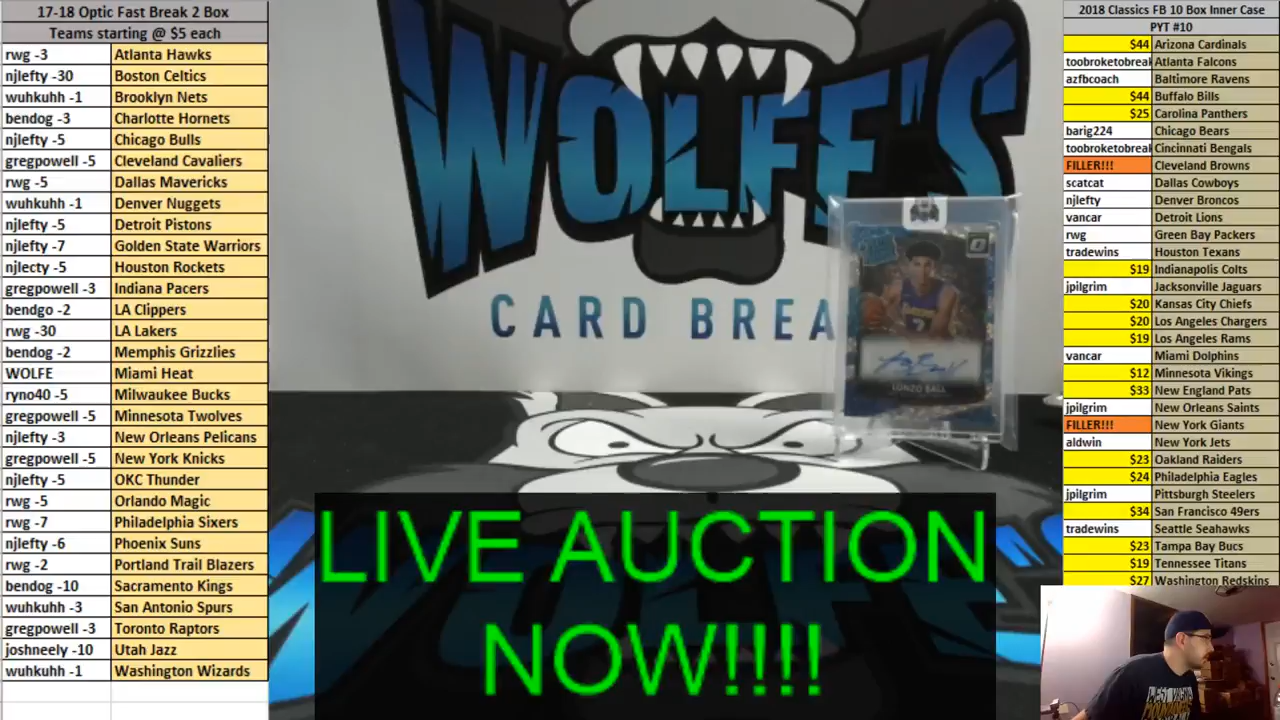 17-18 Optic Fast Break 2 Box
Teams starting @ $5 each
rwg -3 Atlanta Hawks
njlefty -30 Boston Celtics
wuhkuhh -1 Brooklyn Nets
bendog -3 Charlotte Hornets
njlefty -5 Chicago Bulls
gregpowell -5 Cleveland Cavaliers
rwg -5 Dallas Mavericks
wuhkuhh -1 Denver Nuggets
njlefty -5 Detroit Pistons
njlefty -7 Golden State Warriors
njlecty -5 Houston Rockets
gregpowell -3 Indiana Pacers
bendgo -2 LA Clippers
rwg -30 LA Lakers
bendog -2 Memphis Grizzlies
WOLFE Miami Heat
ryno40 -5 Milwaukee Bucks
gregpowell -5 Minnesota Twolves
njlefty -3 New Orleans Pelicans
gregpowell -5 New York Knicks
njlefty -5 OKC Thunder
rwg -5 Orlando Magic
rwg -7 Philadelphia Sixers
njlefty -6 Phoenix Suns
rwg -2 Portland Trail Blazers
bendog -10 Sacramento Kings
wuhkuhh -3 San Antonio Spurs
gregpowell -3 Toronto Raptors
joshneely -10 Utah Jazz
wuhkuhh -1 Washington Wizards
WOLFE'S
CARD BREA
LONZO BALL
LIVE AUCTION
NOW!!!!
2018 Classics FB 10 Box Inner Case
PYT #10
$44 Arizona Cardinals
toobroketobreak Atlanta Falcons
azfbcoach Baltimore Ravens
$44 Buffalo Bills
$25 Carolina Panthers
barig224 Chicago Bears
toobroketobreak Cincinnati Bengals
FILLER!!! Cleveland Browns
scatcat Dallas Cowboys
njlefty Denver Broncos
vancar Detroit Lions
rwg Green Bay Packers
tradewins Houston Texans
$19 Indianapolis Colts
jpilgrim Jacksonville Jaguars
$20 Kansas City Chiefs
$20 Los Angeles Chargers
$19 Los Angeles Rams
vancar Miami Dolphins
$12 Minnesota Vikings
$33 New England Pats
jpilgrim New Orleans Saints
FILLER!!! New York Giants
aldwin New York Jets
$23 Oakland Raiders
$24 Philadelphia Eagles
jpilgrim Pittsburgh Steelers
$34 San Francisco 49ers
tradewins Seattle Seahawks
$23 Tampa Bay Bucs
$19 Tennessee Titans
$27 Washington Redskins